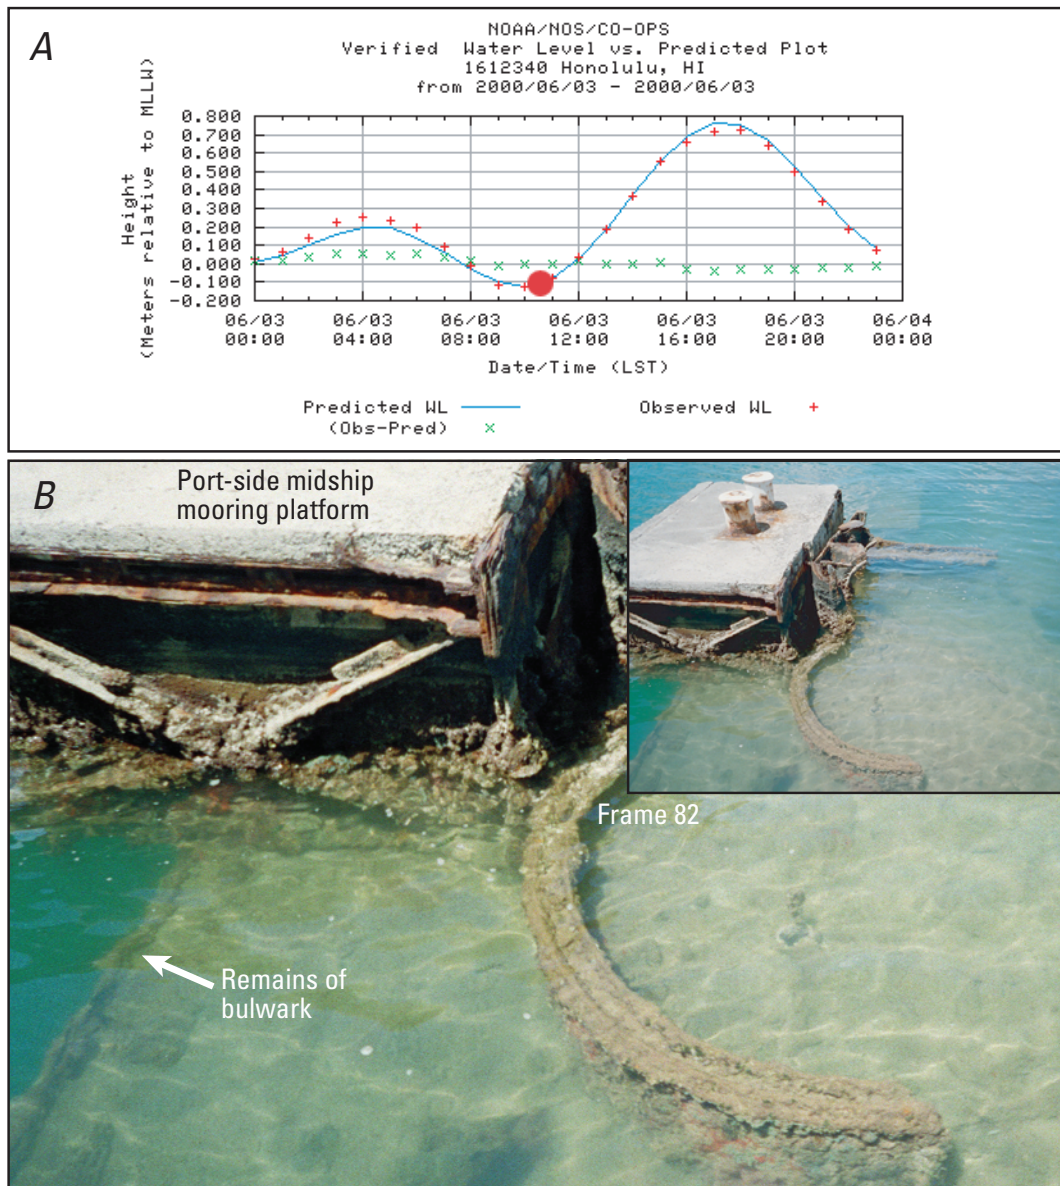 A
NOAA/NOS/CO-OPS
Verified Water Level vs. Predicted Plot
1612340 Honolulu, HI
from 2000/06/03 - 2000/06/03
Height
(Meters relative to MLLW)
0.800
0.700
0.600
0.500
0.400
0.300
0.200
0.100
0.000
-0.100
-0.200
06/03 06/03 06/03 06/03 06/03 06/03 06/04
00:00 04:00 08:00 12:00 16:00 20:00 00:00
Date/Time (LST)
Predicted WL Observed WL +
(Obs-Pred) ×
B
Port-side midship
mooring platform
Frame 82
Remains of
bulwark